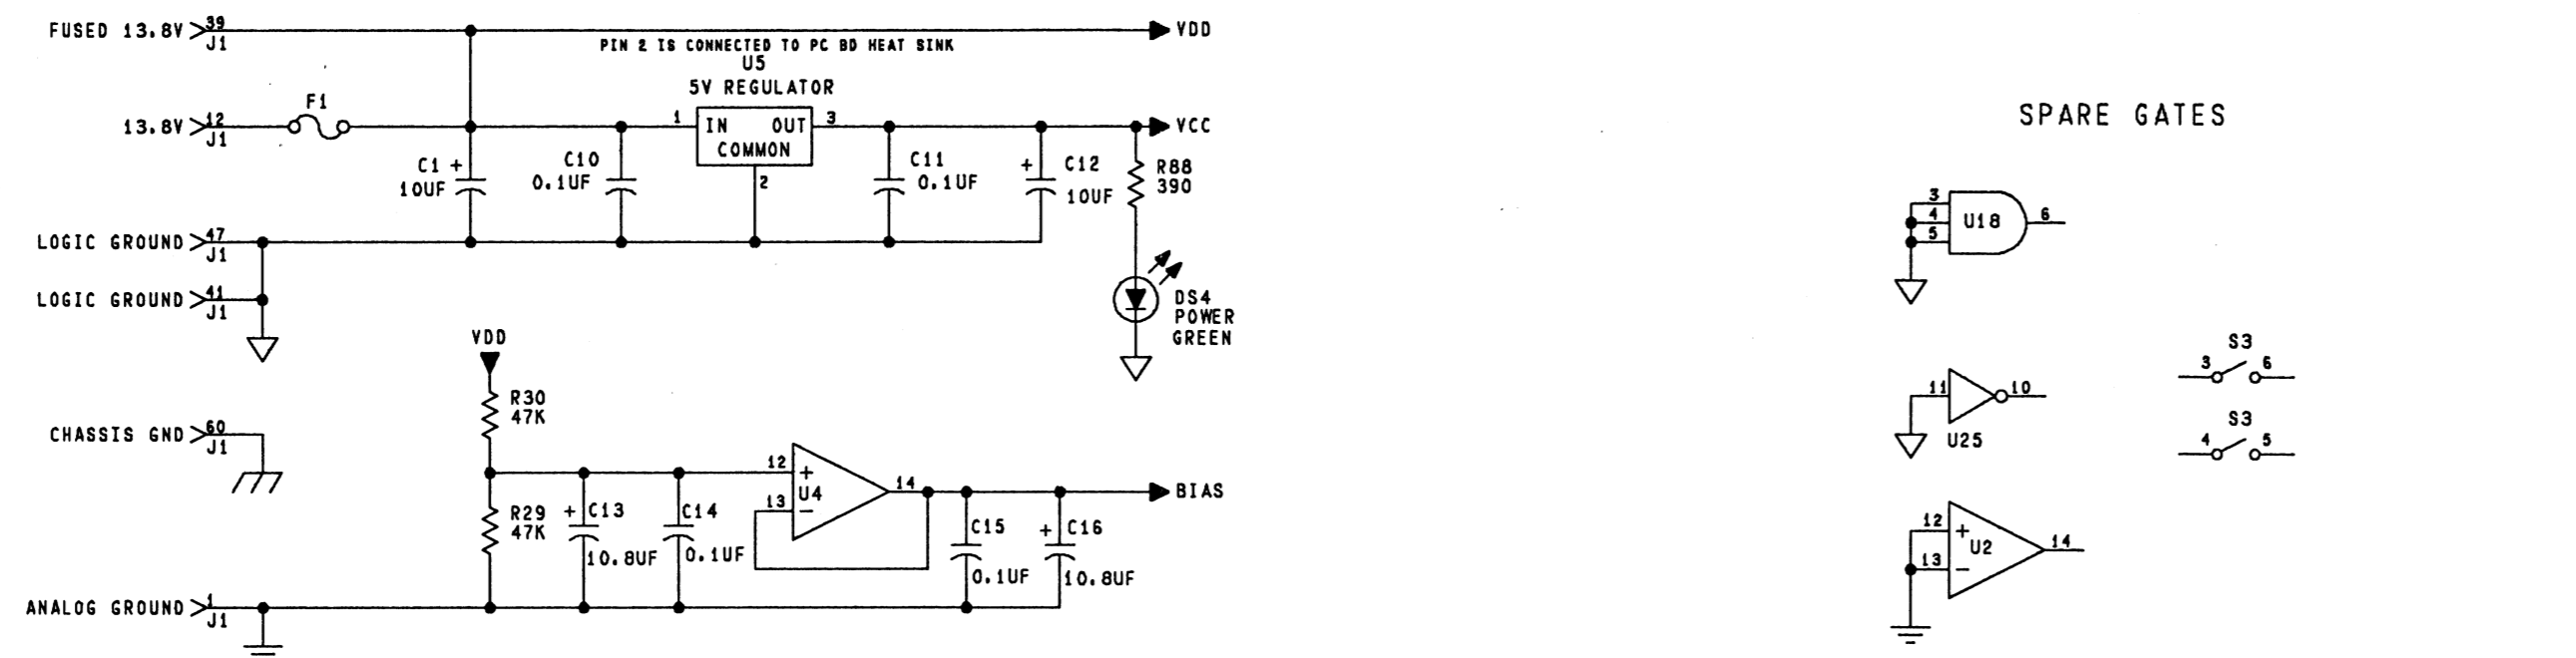 FUSED 13.8V 39
J1
VDD
PIN 2 IS CONNECTED TO PC BD HEAT SINK
U5
5V REGULATOR
F1
13.8V 12
J1
1 IN OUT 3
COMMON
2
VCC
C1 +
10UF
C10
0.1UF
C11
0.1UF
+ C12
10UF
R88
390
LOGIC GROUND 47
J1
LOGIC GROUND 41
J1
DS4
POWER
GREEN
VDD
R30
47K
CHASSIS GND 60
J1
R29
47K
+ C13
10.8UF
C14
0.1UF
12 +
U4
13 -
14
BIAS
C15
0.1UF
+ C16
10.8UF
ANALOG GROUND 1
J1
SPARE GATES
3
4
5
U18
6
11
10
U25
S3
3 6
S3
4 5
12 +
U2
13 -
14